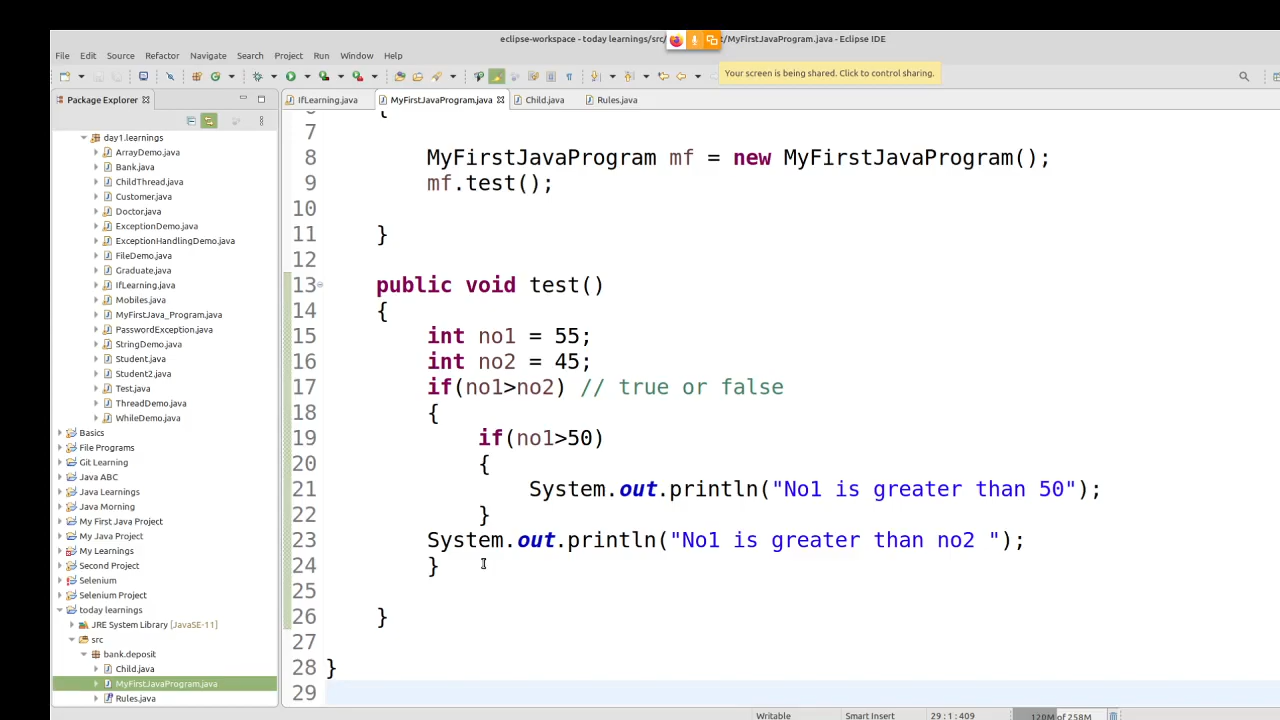 eclipse-workspace - today learnings/src/ t/MyFirstJavaProgram.java - Eclipse IDE
File Edit Source Refactor Navigate Search Project Run Window Help
Your screen is being shared. Click to control sharing.
Package Explorer
IfLearning.java MyFirstJavaProgram.java Child.java Rules.java
day1.learnings
ArrayDemo.java
Bank.java
ChildThread.java
Customer.java
Doctor.java
ExceptionDemo.java
ExceptionHandlingDemo.java
FileDemo.java
Graduate.java
IfLearning.java
Mobiles.java
MyFirstJava_Program.java
PasswordException.java
StringDemo.java
Student.java
Student2.java
Test.java
ThreadDemo.java
WhileDemo.java
Basics
File Programs
Git Learning
Java ABC
Java Learnings
Java Morning
My First Java Project
My Java Project
My Learnings
Second Project
Selenium
Selenium Project
today learnings
JRE System Library [JavaSE-11]
src
bank.deposit
Child.java
MyFirstJavaProgram.java
Rules.java
{
7
8 MyFirstJavaProgram mf = new MyFirstJavaProgram();
9 mf.test();
10
11 }
12
13 public void test()
14 {
15 int no1 = 55;
16 int no2 = 45;
17 if(no1>no2) // true or false
18 {
19 if(no1>50)
20 {
21 System.out.println("No1 is greater than 50");
22 }
23 System.out.println("No1 is greater than no2 ");
24 }
25
26 }
27
28 }
29
Writable Smart Insert 29 : 1 : 409 120M of 258M